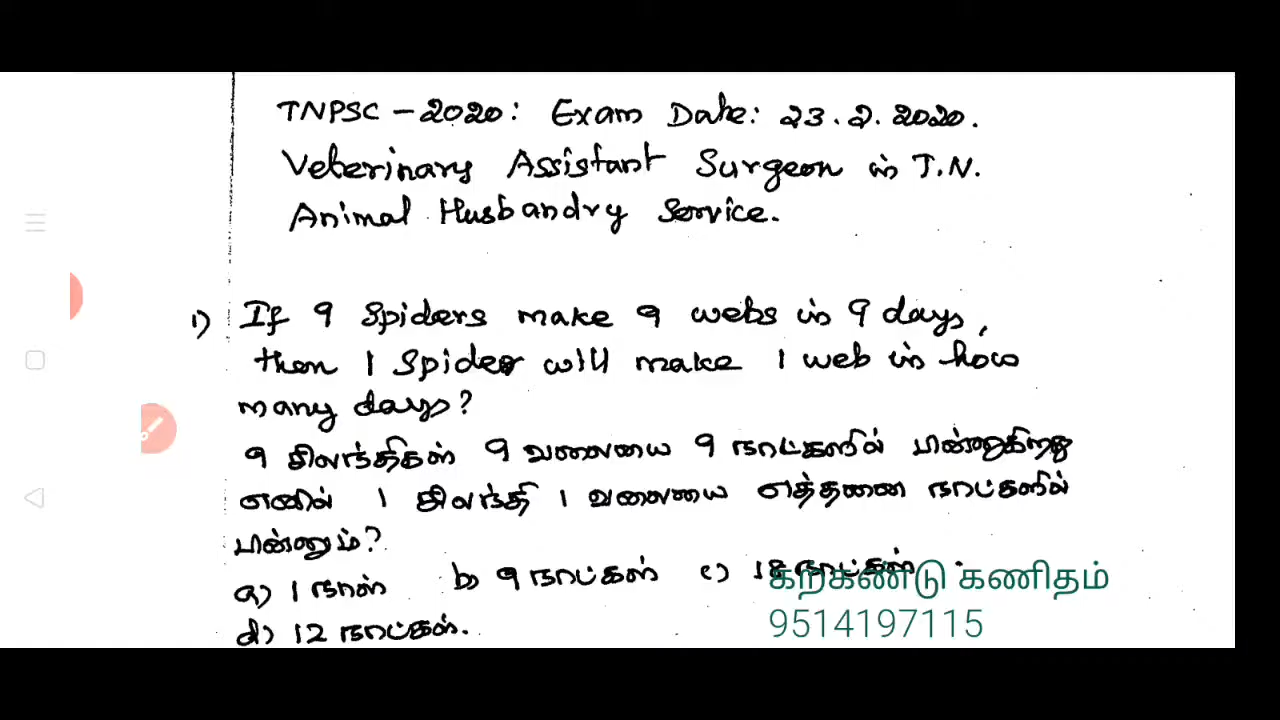 TNPSC - 2020: Exam Date: 23.2.2020.
Veterinary Assistant Surgeon in T.N.
Animal Husbandry Service.
1) If 9 Spiders make 9 webs in 9 days,
then 1 Spider will make 1 web in how
many days?
9 சிலந்திகள் 9 வலையை 9 நாட்களில் பின்னுகிறது
எனில் 1 சிலந்தி 1 வலையை எத்தனை நாட்களில்
பின்னும்?
a) 1 நாள் b) 9 நாட்கள் c) 18 நாட்கள்
d) 12 நாட்கள்.
கற்கண்டு கணிதம்
9514197115